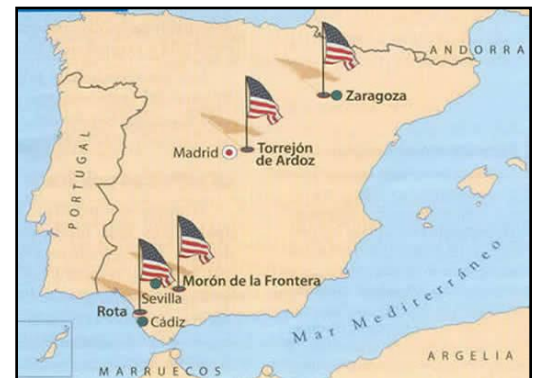 ANDORRA
Zaragoza
Madrid
Torrejón
de Ardoz
PORTUGAL
Morón de la Frontera
Sevilla
Rota
Cádiz
Mar Mediterráneo
ARGELIA
MARRUECOS